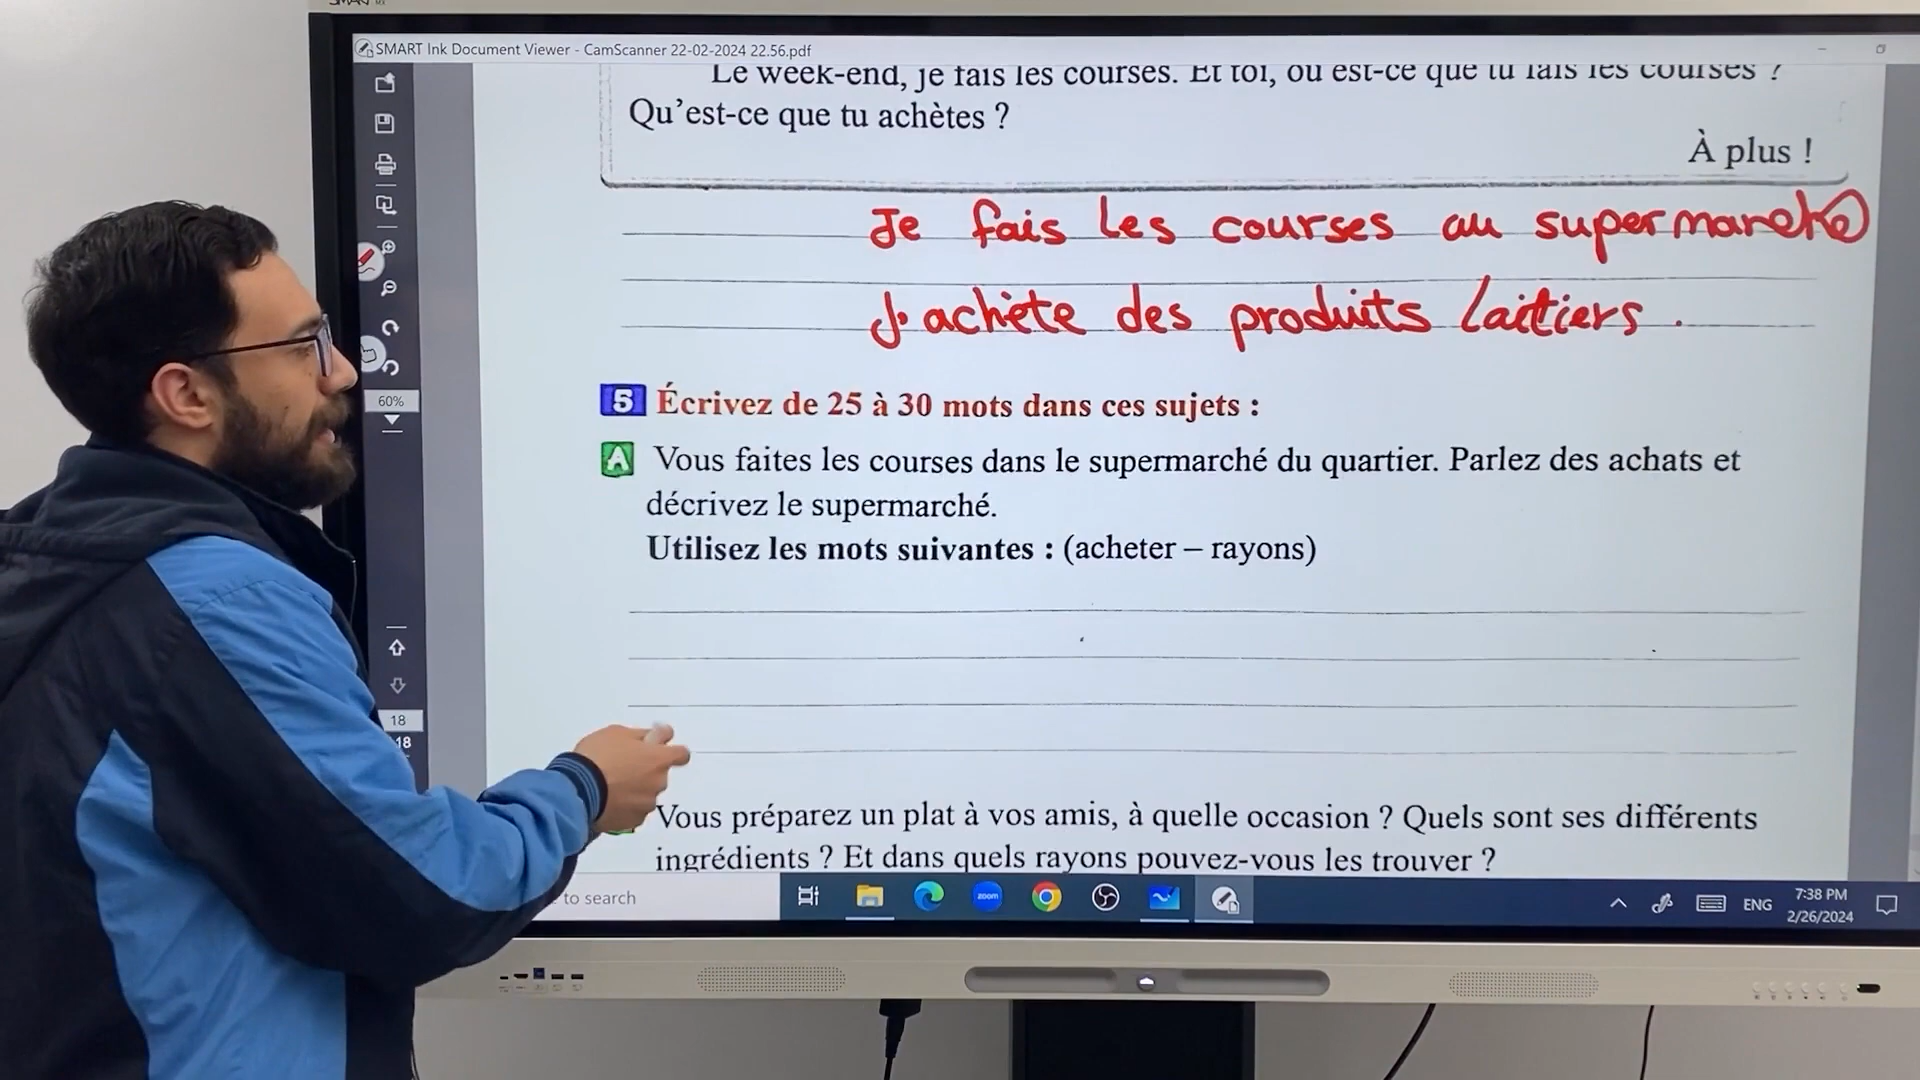 SMART Ink Document Viewer - CamScanner 22-02-2024 22.56.pdf
Le week-end, je fais les courses. Et toi, où est-ce que tu fais les courses ?
Qu'est-ce que tu achètes ?
À plus !
Je fais les courses au supermarché
J'achète des produits laitiers .
60%
5 Écrivez de 25 à 30 mots dans ces sujets :
A Vous faites les courses dans le supermarché du quartier. Parlez des achats et
décrivez le supermarché.
Utilisez les mots suivantes : (acheter – rayons)
18
18
Vous préparez un plat à vos amis, à quelle occasion ? Quels sont ses différents
ingrédients ? Et dans quels rayons pouvez-vous les trouver ?
to search
zoom
ENG
7:38 PM
2/26/2024